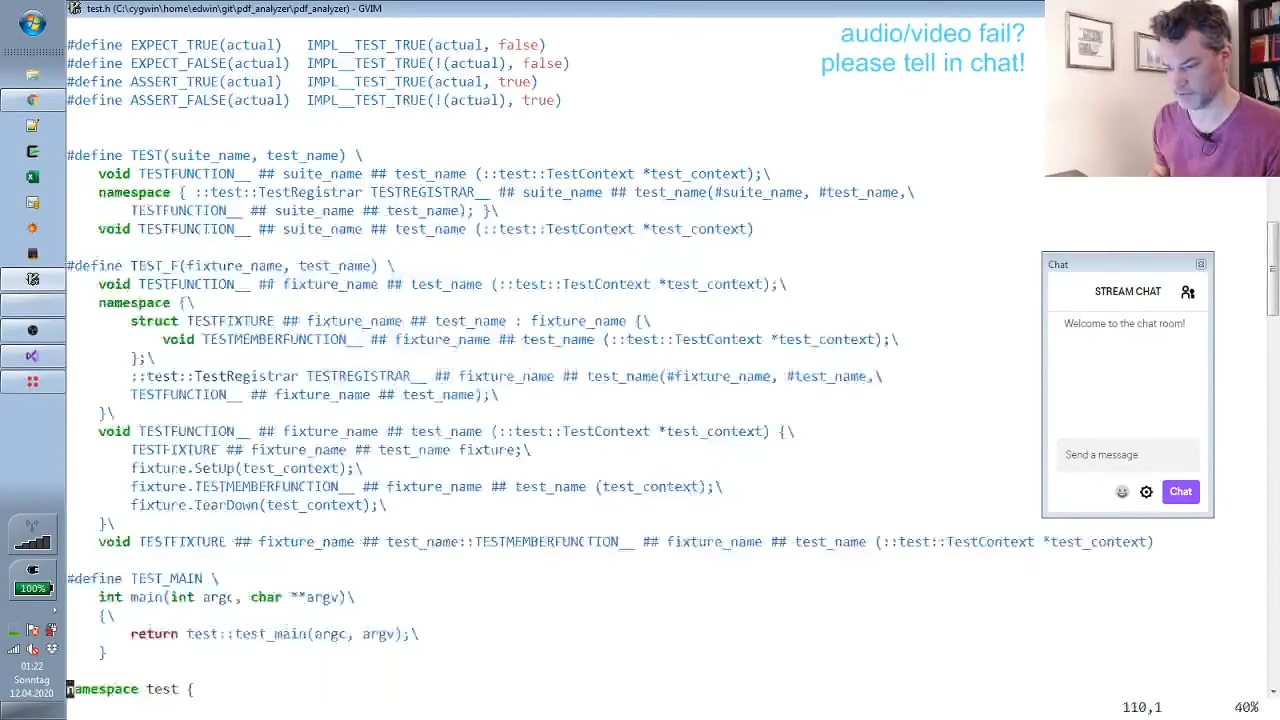 test.h (C:\cygwin\home\edwin\git\pdf_analyzer\pdf_analyzer) - GVIM
#define EXPECT_TRUE(actual)   IMPL__TEST_TRUE(actual, false)
#define EXPECT_FALSE(actual)  IMPL__TEST_TRUE(!(actual), false)
#define ASSERT_TRUE(actual)   IMPL__TEST_TRUE(actual, true)
#define ASSERT_FALSE(actual)  IMPL__TEST_TRUE(!(actual), true)
#define TEST(suite_name, test_name) \
    void TESTFUNCTION__ ## suite_name ## test_name (::test::TestContext *test_context);\
    namespace { ::test::TestRegistrar TESTREGISTRAR__ ## suite_name ## test_name(#suite_name, #test_name,\
        TESTFUNCTION__ ## suite_name ## test_name); }\
    void TESTFUNCTION__ ## suite_name ## test_name (::test::TestContext *test_context)
#define TEST_F(fixture_name, test_name) \
    void TESTFUNCTION__ ## fixture_name ## test_name (::test::TestContext *test_context);\
    namespace {\
        struct TESTFIXTURE ## fixture_name ## test_name : fixture_name {\
            void TESTMEMBERFUNCTION__ ## fixture_name ## test_name (::test::TestContext *test_context);\
        };\
        ::test::TestRegistrar TESTREGISTRAR__ ## fixture_name ## test_name(#fixture_name, #test_name,\
        TESTFUNCTION__ ## fixture_name ## test_name);\
    }\
    void TESTFUNCTION__ ## fixture_name ## test_name (::test::TestContext *test_context) {\
        TESTFIXTURE ## fixture_name ## test_name fixture;\
        fixture.SetUp(test_context);\
        fixture.TESTMEMBERFUNCTION__ ## fixture_name ## test_name (test_context);\
        fixture.TearDown(test_context);\
    }\
    void TESTFIXTURE ## fixture_name ## test_name::TESTMEMBERFUNCTION__ ## fixture_name ## test_name (::test::TestContext *test_context)
#define TEST_MAIN \
    int main(int argc, char **argv)\
    {\
        return test::test_main(argc, argv);\
    }
namespace test {
110,1
40%
audio/video fail?
please tell in chat!
Chat
STREAM CHAT
Welcome to the chat room!
Send a message
Chat
100%
01:22
Sonntag
12.04.2020